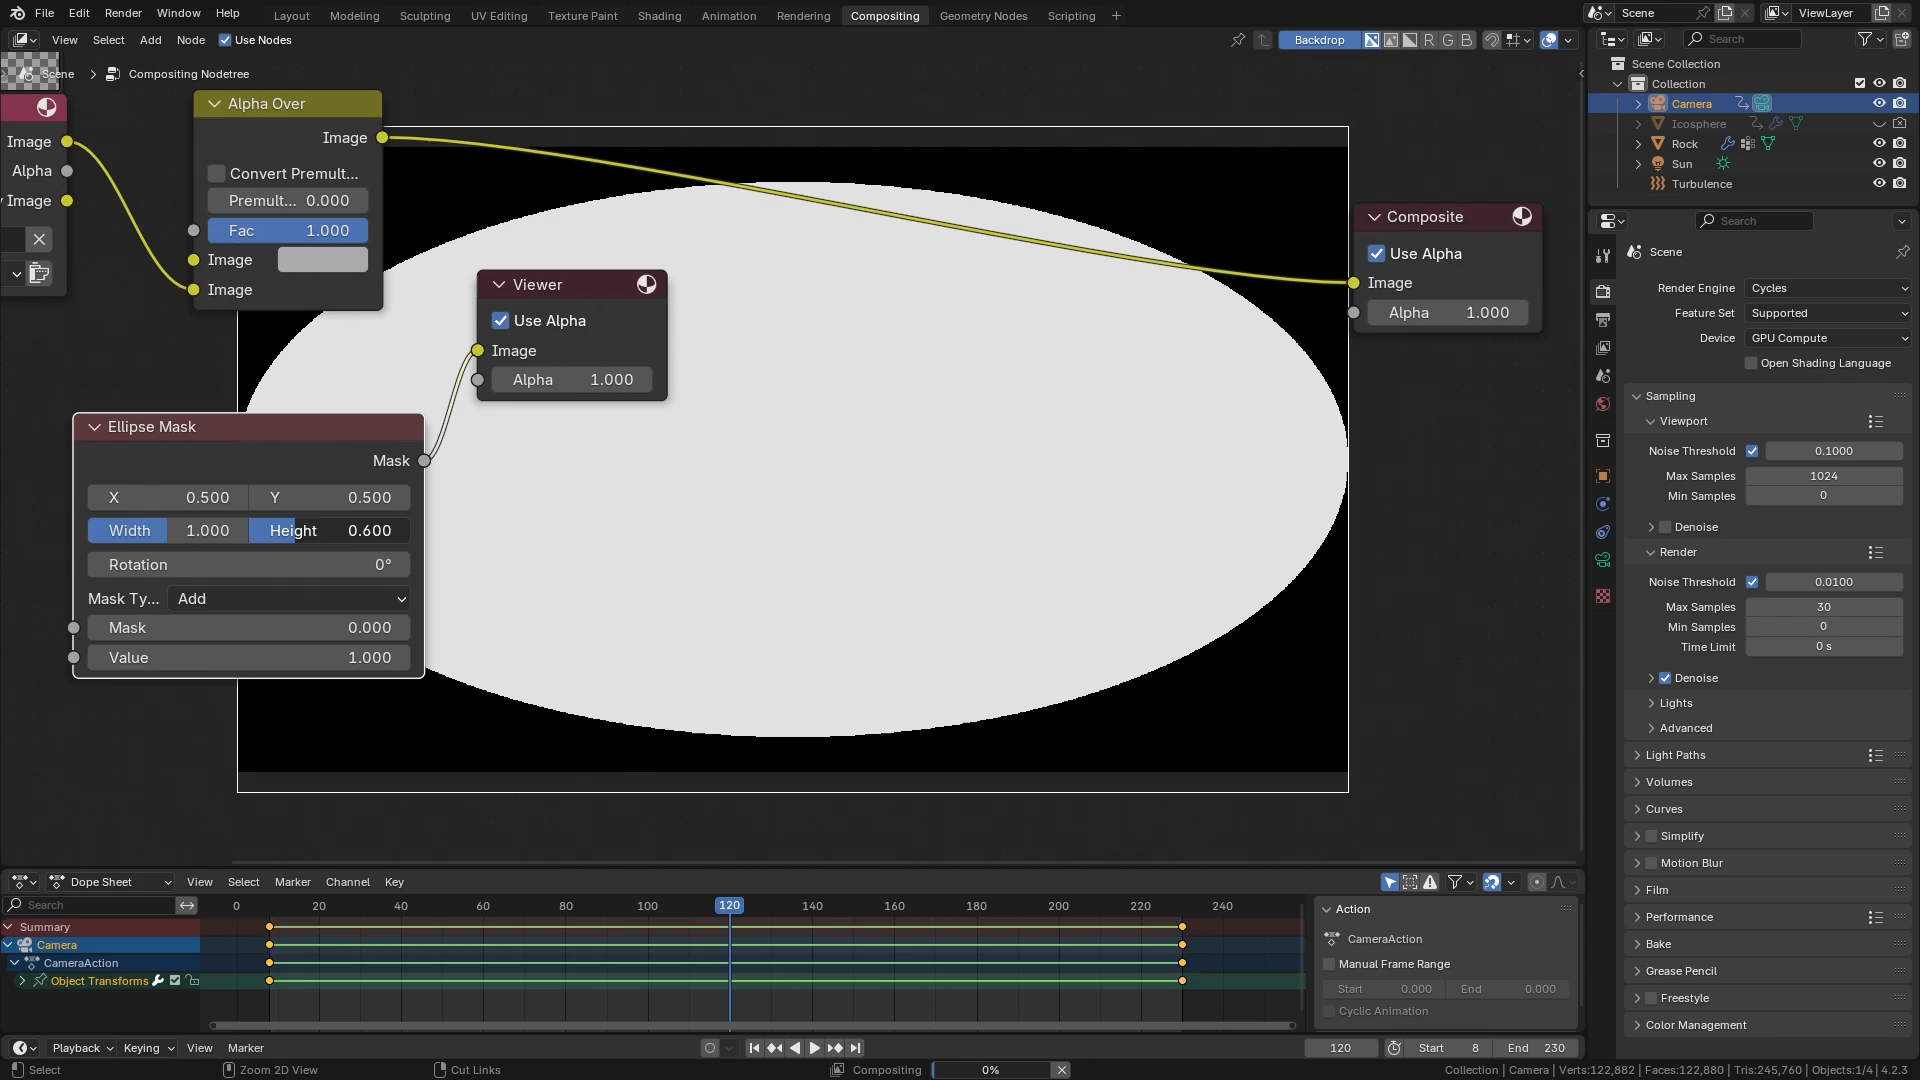 File Edit Render Window Help Layout Modeling Sculpting UV Editing Texture Paint Shading Animation Rendering Compositing Geometry Nodes Scripting + Scene ViewLayer
View Select Add Node Use Nodes Backdrop R G B Search
Scene Compositing Nodetree
Image
Alpha
Image
Alpha Over
Image
Convert Premult...
Premult... 0.000
Fac 1.000
Image
Image
Viewer
Use Alpha
Image
Alpha 1.000
Composite
Use Alpha
Image
Alpha 1.000
Ellipse Mask
Mask
X 0.500 Y 0.500
Width 1.000 Height 0.600
Rotation 0°
Mask Ty... Add
Mask 0.000
Value 1.000
Scene Collection
Collection
Camera
Icosphere
Rock
Sun
Turbulence
Search
Scene
Render Engine Cycles
Feature Set Supported
Device GPU Compute
Open Shading Language
Sampling
Viewport
Noise Threshold 0.1000
Max Samples 1024
Min Samples 0
Denoise
Render
Noise Threshold 0.0100
Max Samples 30
Min Samples 0
Time Limit 0 s
Denoise
Lights
Advanced
Light Paths
Volumes
Curves
Simplify
Motion Blur
Film
Performance
Bake
Grease Pencil
Freestyle
Color Management
Dope Sheet View Select Marker Channel Key
Search 0 20 40 60 80 100 120 140 160 180 200 220 240
Summary
Camera
CameraAction
Object Transforms
Action
CameraAction
Manual Frame Range
Start 0.000 End 0.000
Cyclic Animation
Playback Keying View Marker 120 Start 8 End 230
Select Zoom 2D View Cut Links Compositing 0% Collection | Camera | Verts:122,882 | Faces:122,880 | Tris:245,760 | Objects:1/4 | 4.2.3